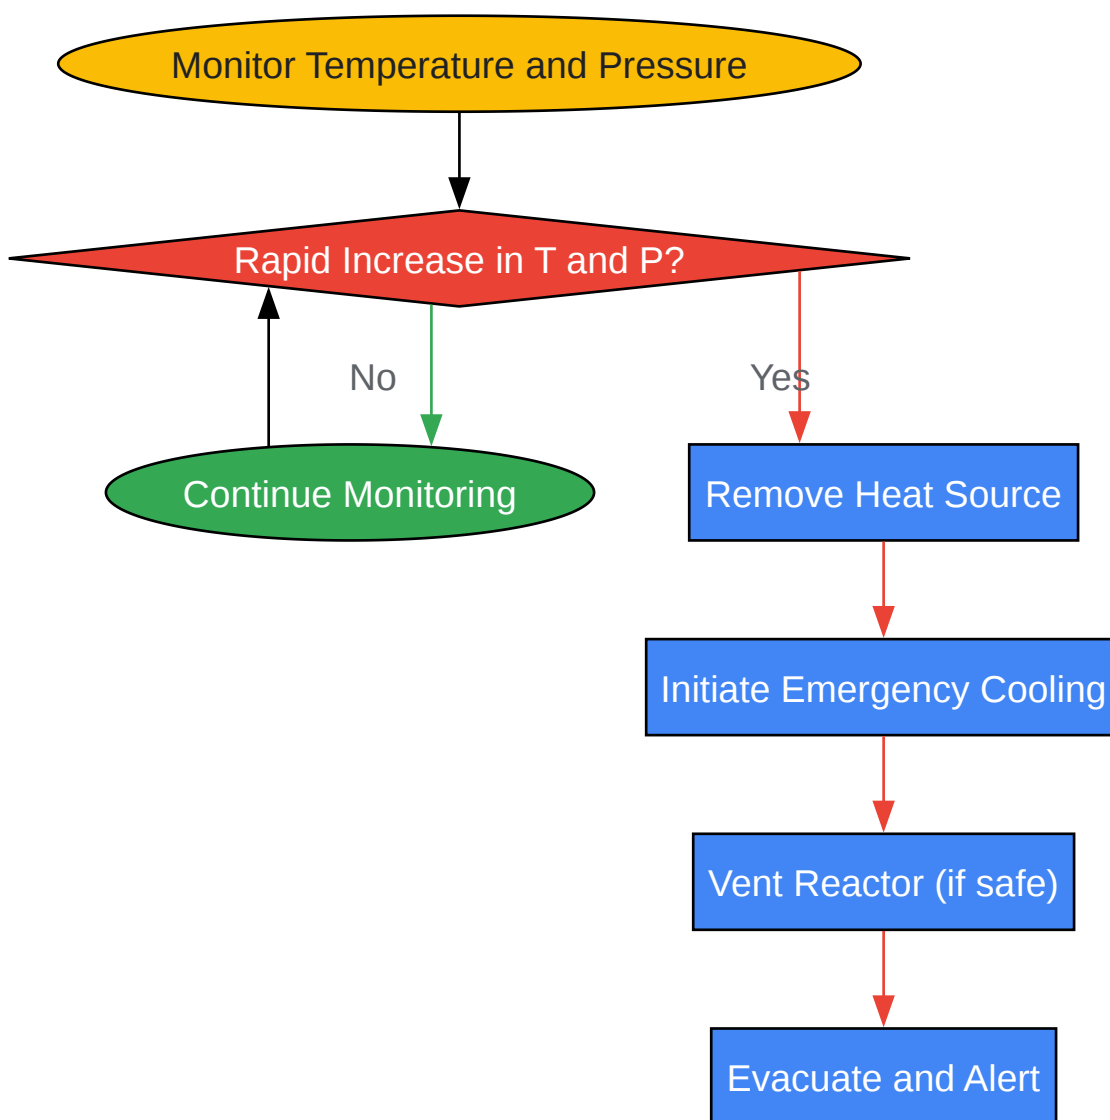 Monitor Temperature and Pressure
Rapid Increase in T and P?
No
Yes
Continue Monitoring
Remove Heat Source
Initiate Emergency Cooling
Vent Reactor (if safe)
Evacuate and Alert